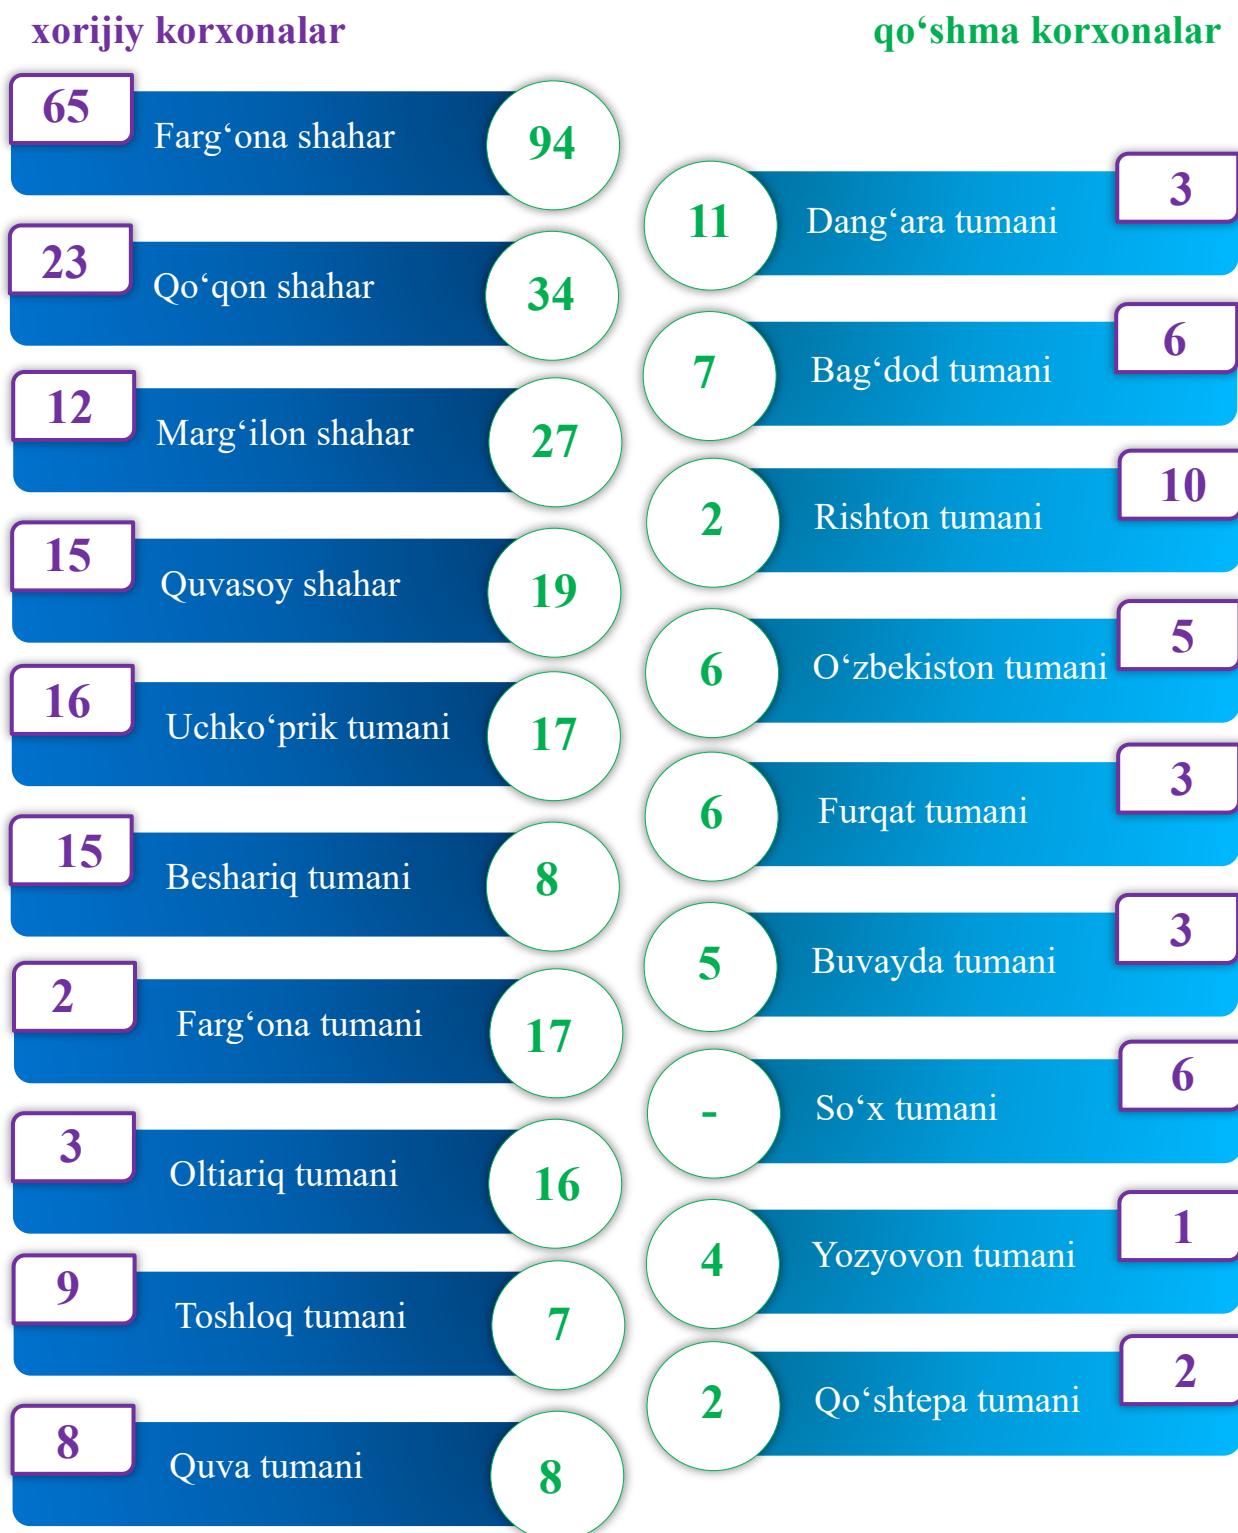 xorijiy korxonalar
qo‘shma korxonalar
65
Farg‘ona shahar
94
23
Qo‘qon shahar
34
12
Marg‘ilon shahar
27
15
Quvasoy shahar
19
16
Uchko‘prik tumani
17
15
Beshariq tumani
8
2
Farg‘ona tumani
17
3
Oltiariq tumani
16
9
Toshloq tumani
7
8
Quva tumani
8
11
Dang‘ara tumani
3
7
Bag‘dod tumani
6
2
Rishton tumani
10
6
O‘zbekiston tumani
5
6
Furqat tumani
3
5
Buvayda tumani
3
-
So‘x tumani
6
4
Yozyovon tumani
1
2
Qo‘shtepa tumani
2